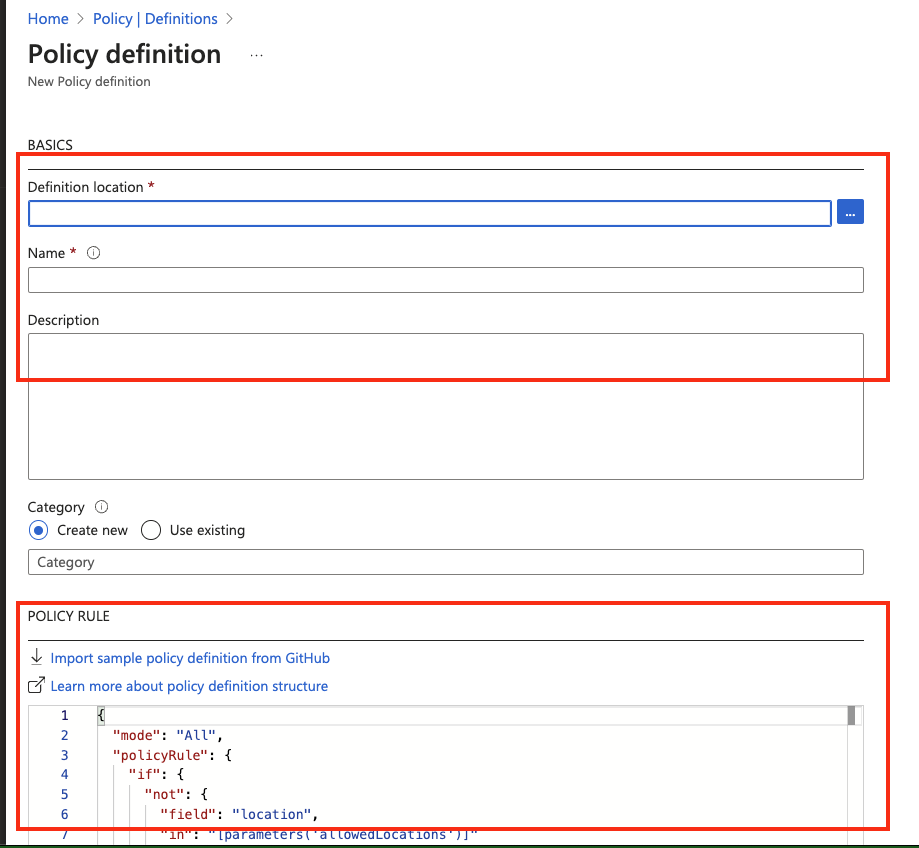 Home > Policy | Definitions >
Policy definition ...
New Policy definition
BASICS
Definition location *
...
Name *
Description
Category
Create new Use existing
Category
POLICY RULE
Import sample policy definition from GitHub
Learn more about policy definition structure
1 {
2 "mode": "All",
3 "policyRule": {
4 "if": {
5 "not": {
6 "field": "location",
7 "in": "[parameters('allowedLocations')]"